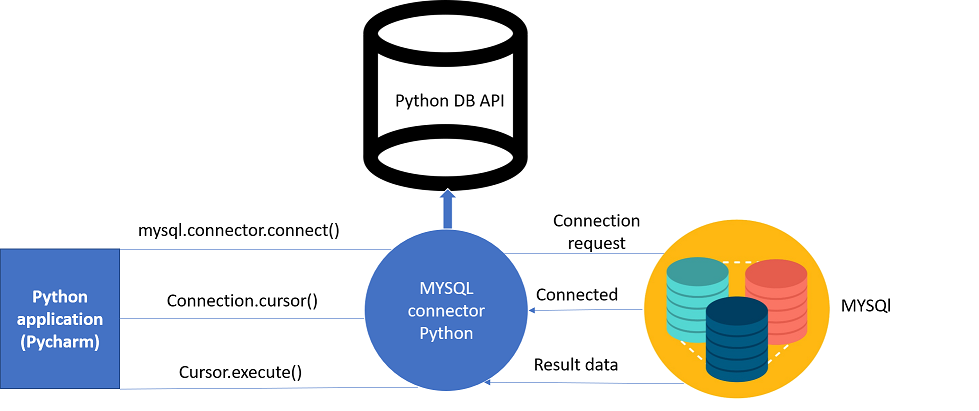 Python DB API
mysql.connector.connect()
Connection
request
Python
application
(Pycharm)
Connection.cursor()
MYSQL
connector
Python
Connected
MYSQl
Cursor.execute()
Result data